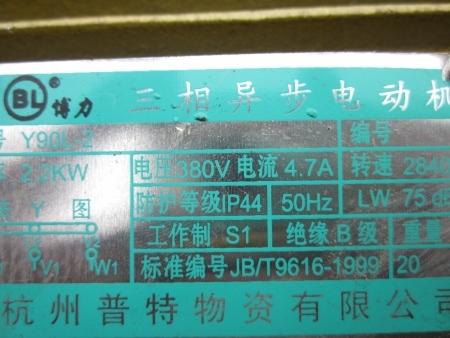 BL® 博力 三相异步电动机
号 Y90L-2 编号
2.2KW 电压380V 电流 4.7A 转速 2840
Y 图 防护等级IP44 50Hz LW 75 dB
工作制 S1 绝缘 B 级 重量
V1 W1 标准编号JB/T9616-1999 20
杭州普特物资有限公司